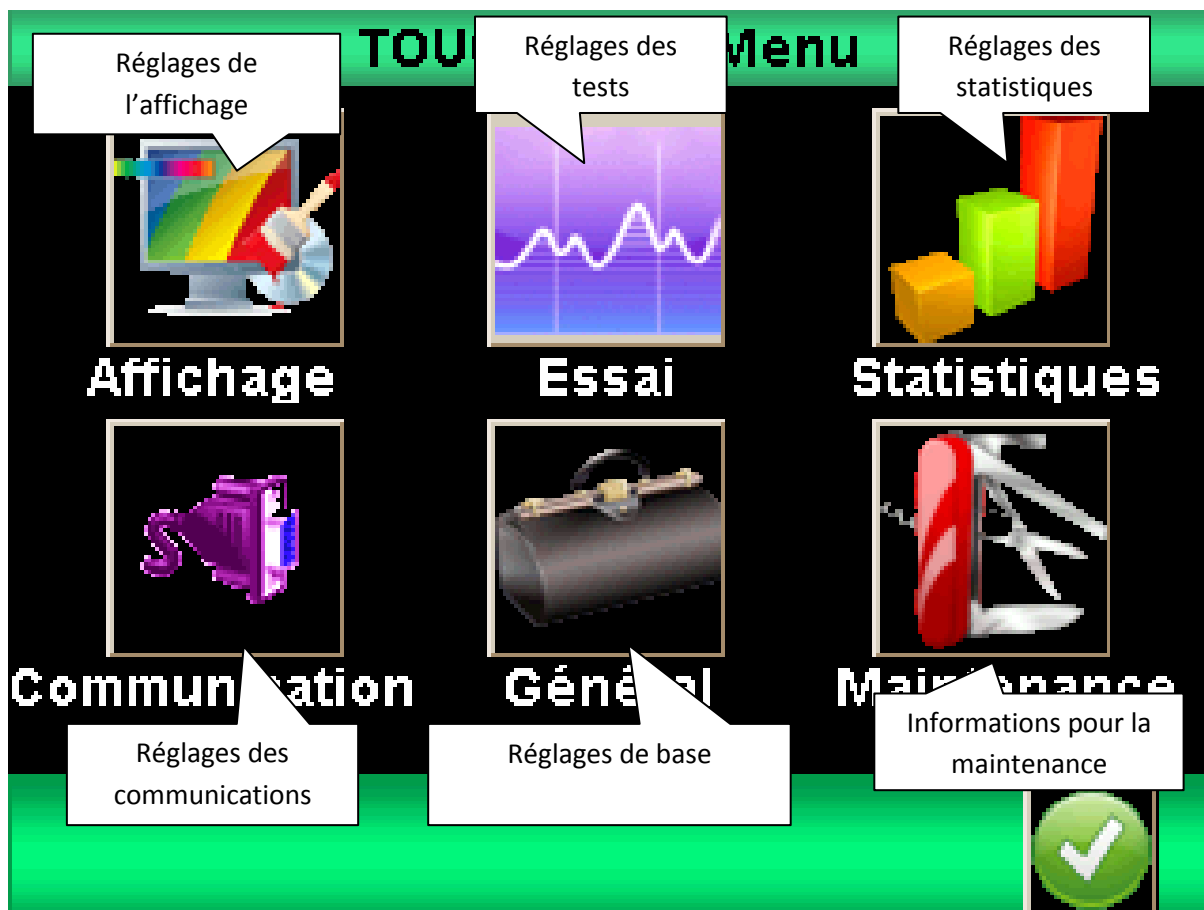 Menu
Réglages de
l’affichage
Réglages des
tests
Réglages des
statistiques
Affichage
Essai
Statistiques
Réglages des
communications
Réglages de base
Informations pour la
maintenance